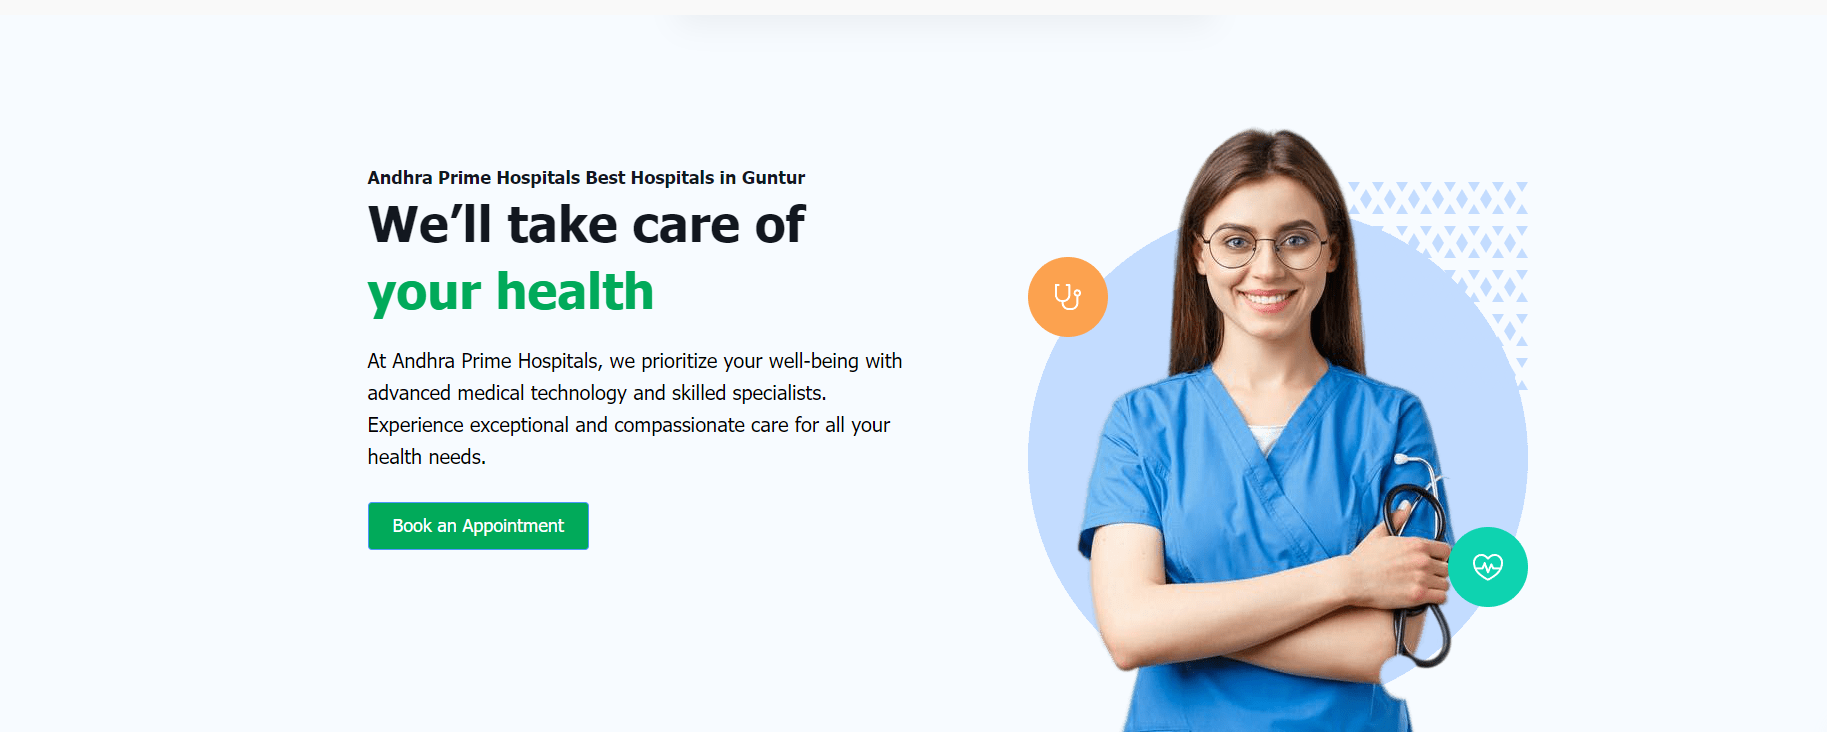 Andhra Prime Hospitals Best Hospitals in Guntur
We’ll take care of
your health
At Andhra Prime Hospitals, we prioritize your well-being with
advanced medical technology and skilled specialists.
Experience exceptional and compassionate care for all your
health needs.
Book an Appointment